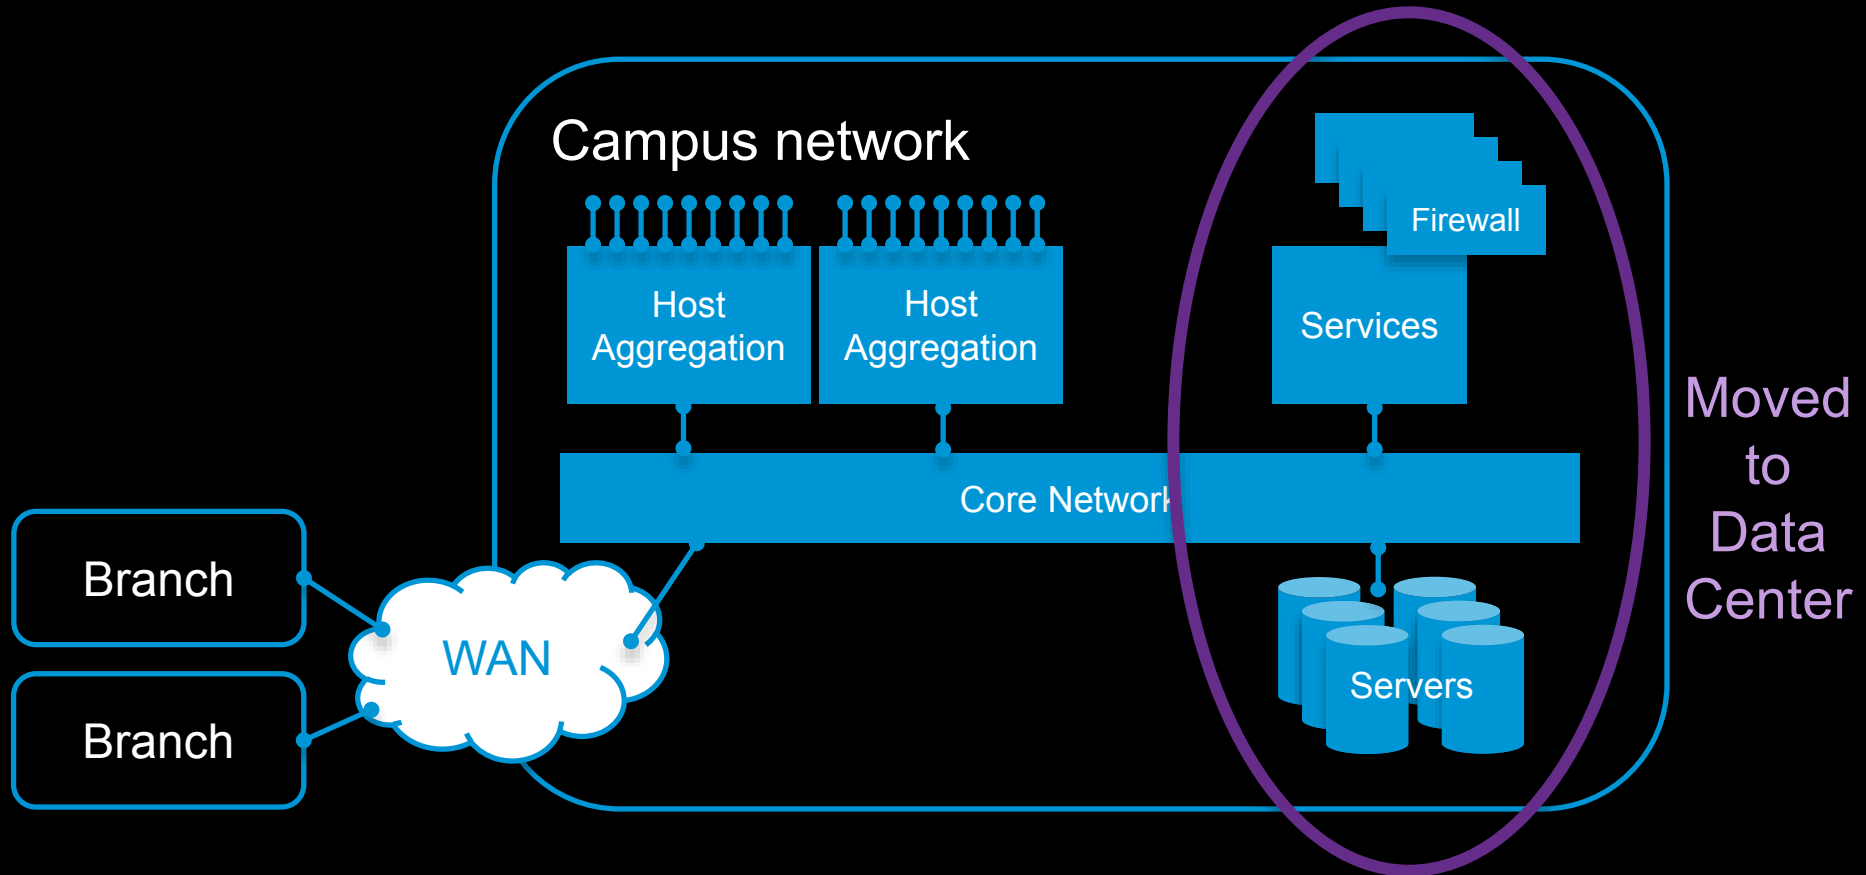 Campus network
Firewall
Host
Aggregation
Host
Aggregation
Services
Moved
to
Data
Center
Core Network
Branch
WAN
Servers
Branch